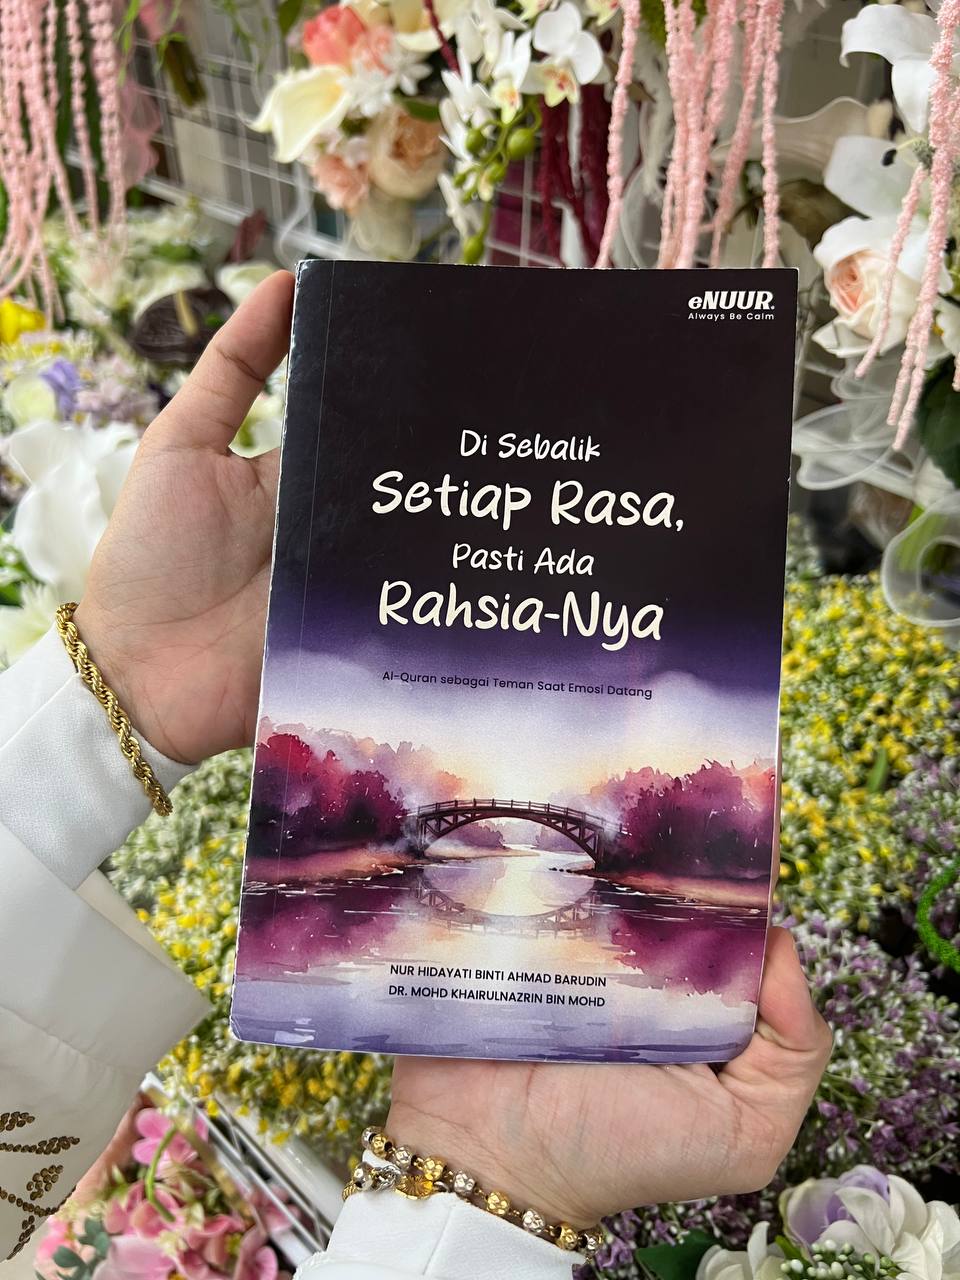 eNUUR.
Always Be Calm
Di Sebalik
Setiap Rasa,
Pasti Ada
Rahsia-Nya
Al-Quran sebagai Teman Saat Emosi Datang
NUR HIDAYATI BINTI AHMAD BARUDIN
DR. MOHD KHAIRULNAZRIN BIN MOHD